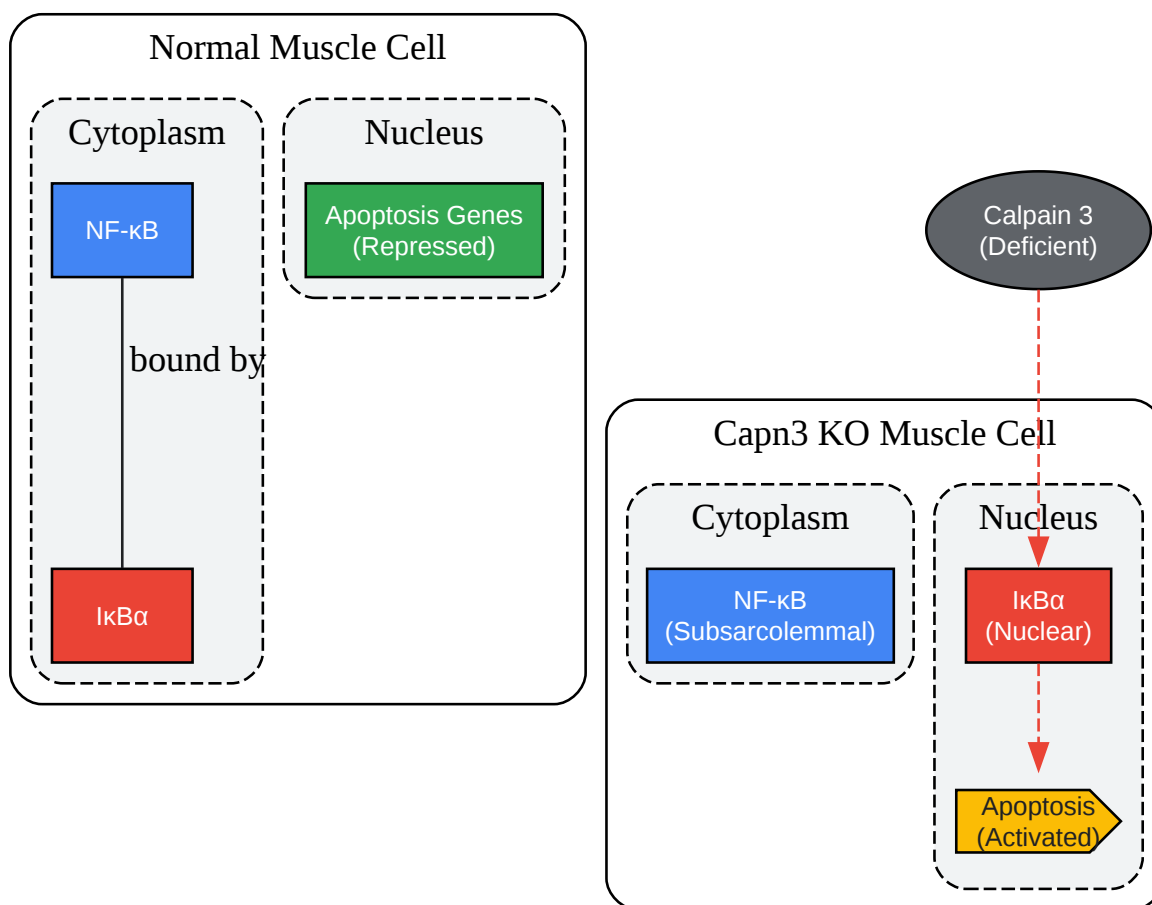 Normal Muscle Cell
Cytoplasm
Nucleus
NF-κB
Apoptosis Genes
(Repressed)
bound by
IκBα
Calpain 3
(Deficient)
Capn3 KO Muscle Cell
Cytoplasm
Nucleus
NF-κB
(Subsarcolemmal)
IκBα
(Nuclear)
Apoptosis
(Activated)